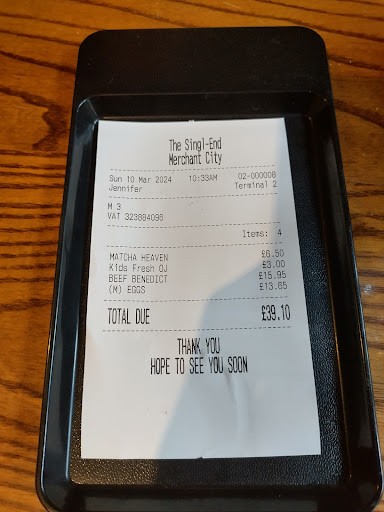 The Singl-End
Merchant City
Sun 10 Mar 2024 10:33AM 02-000008
Jennifer Terminal 2
M 3
VAT 323884096
Items: 4
MATCHA HEAVEN £6.50
Kids Fresh OJ £3.00
BEEF BENEDICT £15.95
(M) EGGS £13.65
TOTAL DUE £39.10
THANK YOU
HOPE TO SEE YOU SOON